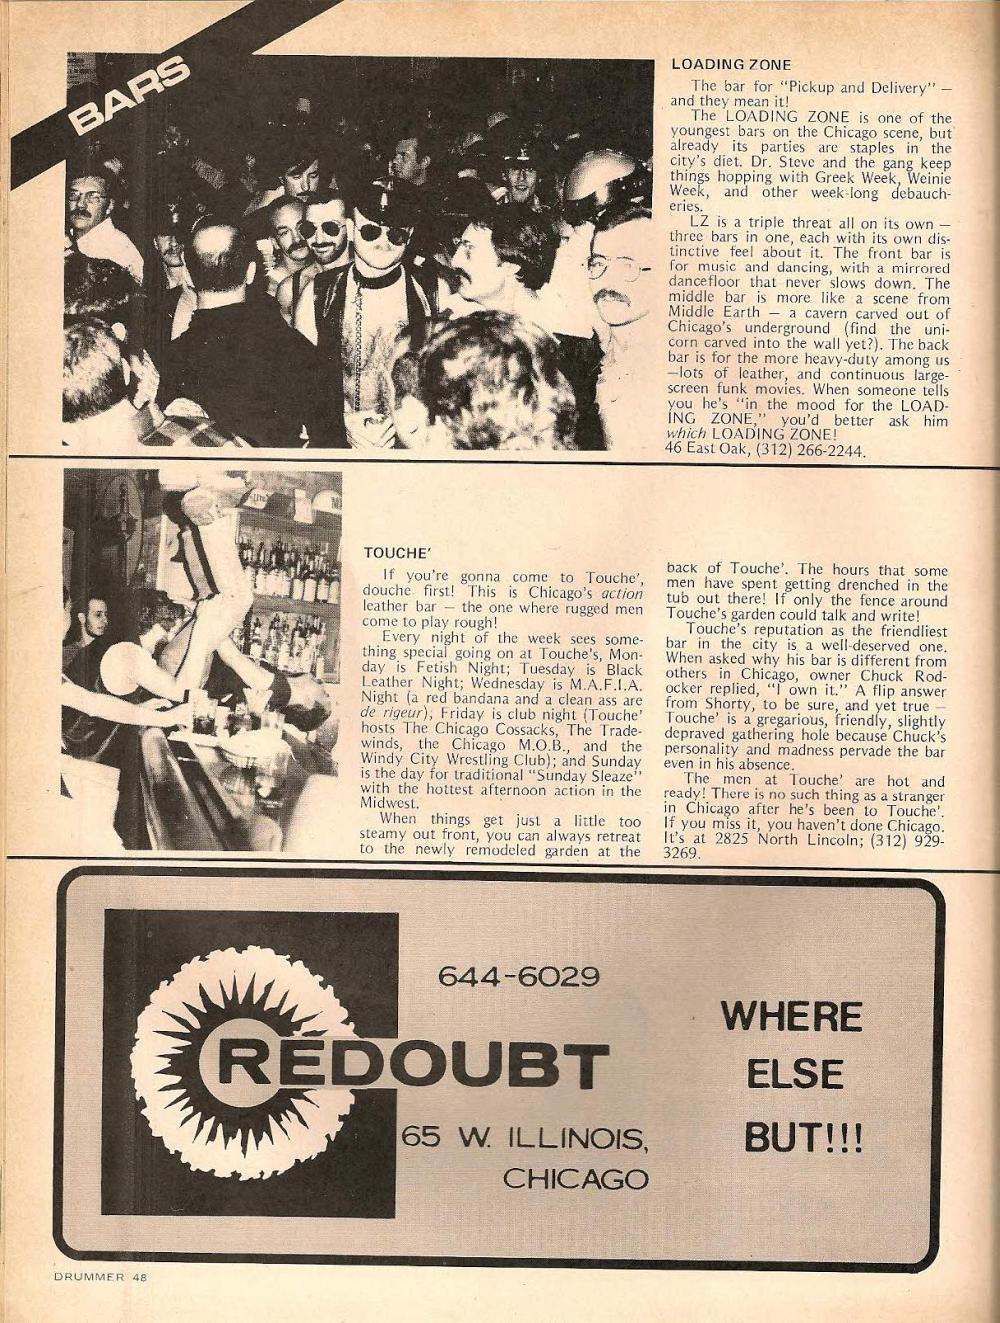 BARS
LOADING ZONE
The bar for "Pickup and Delivery" —
and they mean it!
The LOADING ZONE is one of the
youngest bars on the Chicago scene, but
already its parties are staples in the
city's diet. Dr. Steve and the gang keep
things hopping with Greek Week, Weinie
Week, and other week-long debauch-
eries.
LZ is a triple threat all on its own —
three bars in one, each with its own dis-
tinctive feel about it. The front bar is
for music and dancing, with a mirrored
dancefloor that never slows down. The
middle bar is more like a scene from
Middle Earth — a cavern carved out of
Chicago's underground (find the uni-
corn carved into the wall yet?). The back
bar is for the more heavy-duty among us
—lots of leather, and continuous large-
screen funk movies. When someone tells
you he's "in the mood for the LOAD-
ING ZONE," you'd better ask him
which LOADING ZONE!
46 East Oak, (312) 266-2244.
TOUCHE'
If you're gonna come to Touche',
douche first! This is Chicago's action
leather bar — the one where rugged men
come to play rough!
Every night of the week sees some-
thing special going on at Touche's, Mon-
day is Fetish Night; Tuesday is Black
Leather Night; Wednesday is M.A.F.I.A.
Night (a red bandana and a clean ass are
de rigeur); Friday is club night (Touche'
hosts The Chicago Cossacks, The Trade-
winds, the Chicago M.O.B., and the
Windy City Wrestling Club); and Sunday
is the day for traditional "Sunday Sleaze"
with the hottest afternoon action in the
Midwest.
When things get just a little too
steamy out front, you can always retreat
to the newly remodeled garden at the
back of Touche'. The hours that some
men have spent getting drenched in the
tub out there! If only the fence around
Touche's garden could talk and write!
Touche's reputation as the friendliest
bar in the city is a well-deserved one.
When asked why his bar is different from
others in Chicago, owner Chuck Rod-
ocker replied, "I own it." A flip answer
from Shorty, to be sure, and yet true —
Touche' is a gregarious, friendly, slightly
depraved gathering hole because Chuck's
personality and madness pervade the bar
even in his absence.
The men at Touche' are hot and
ready! There is no such thing as a stranger
in Chicago after he's been to Touche'.
If you miss it, you haven't done Chicago.
It's at 2825 North Lincoln; (312) 929-
3269.
644-6029
REDOUBT
65 W. ILLINOIS,
CHICAGO
WHERE
ELSE
BUT!!!
DRUMMER 48